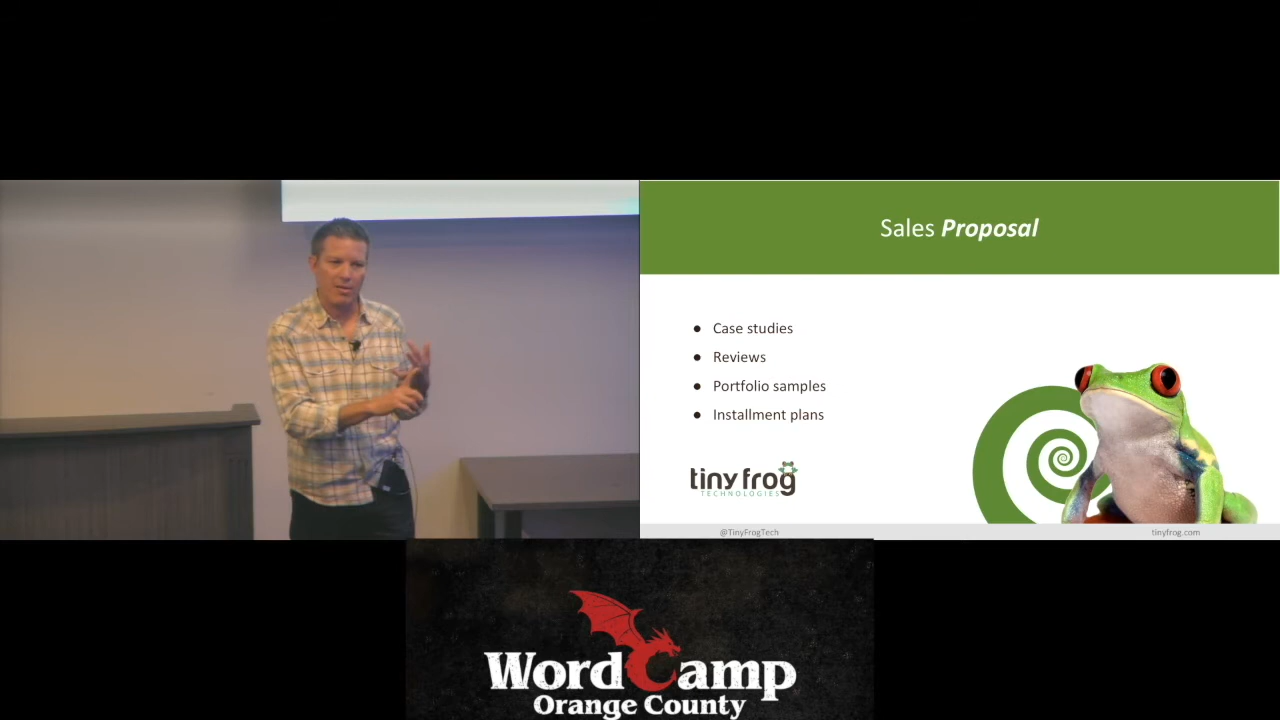 Sales Proposal
● Case studies
● Reviews
● Portfolio samples
● Installment plans
tiny frog
TECHNOLOGIES
@TinyFrogTech
tinyfrog.com
WordCamp
Orange County